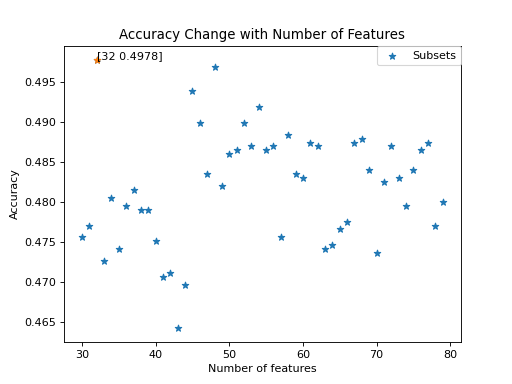 Accuracy Change with Number of Features
[32 0.4978]
Subsets
0.495
0.490
0.485
0.480
0.475
0.470
0.465
Accuracy
30 40 50 60 70 80
Number of features